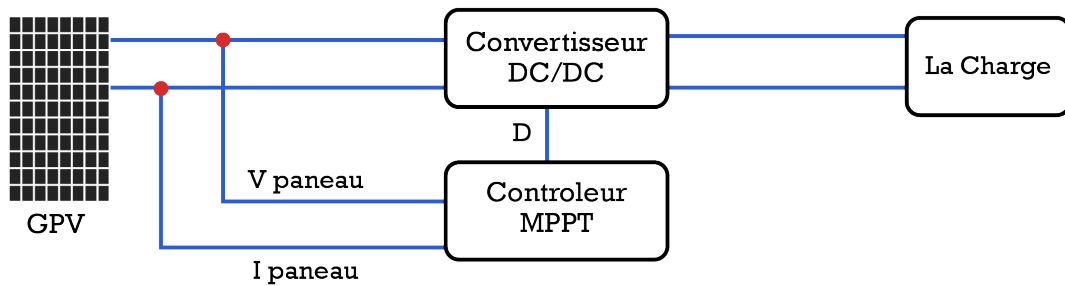 Convertisseur
DC/DC
La Charge
D
V paneau
Controleur
MPPT
GPV
I paneau